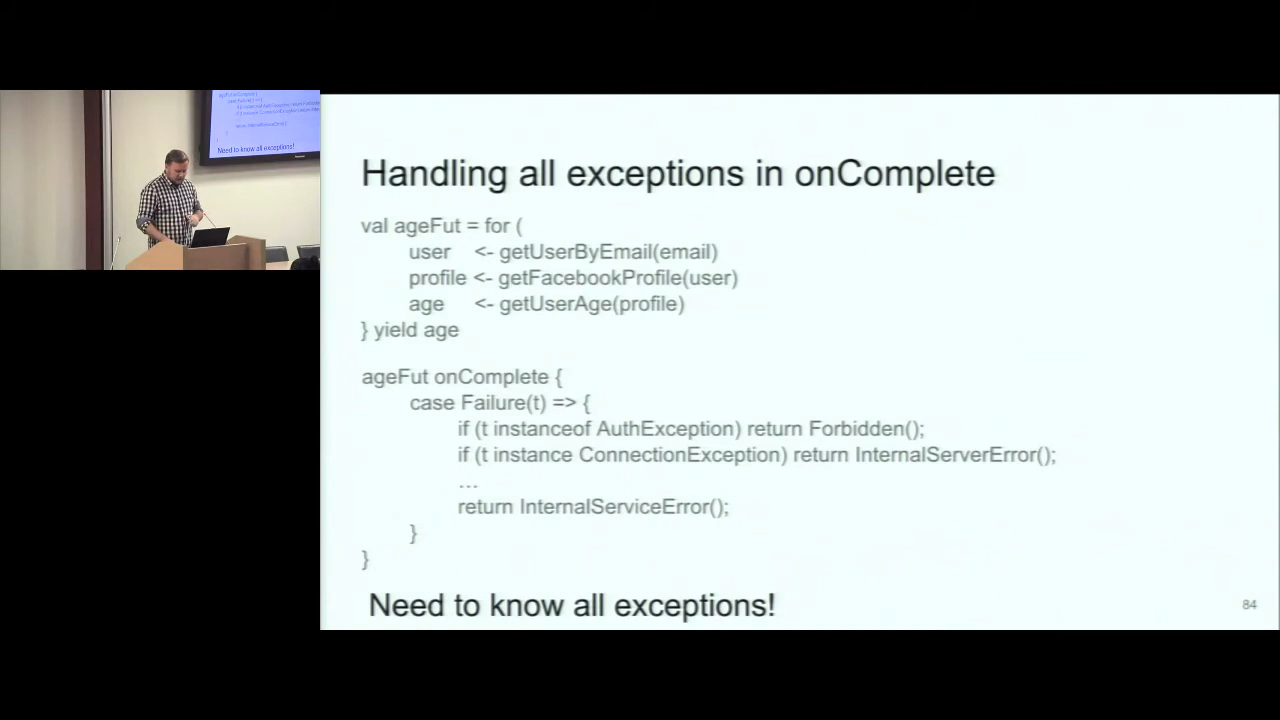 Handling all exceptions in onComplete
val ageFut = for (
user <- getUserByEmail(email)
profile <- getFacebookProfile(user)
age <- getUserAge(profile)
} yield age
ageFut onComplete {
case Failure(t) => {
if (t instanceof AuthException) return Forbidden();
if (t instance ConnectionException) return InternalServerError();
…
return InternalServiceError();
}
}
Need to know all exceptions!
84
Need to know all exceptions!